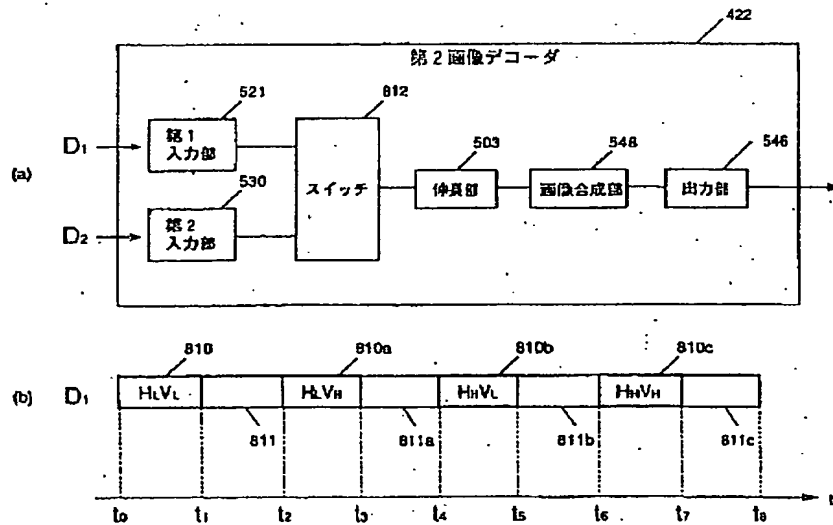 422
第2画像デコーダ
521
812
D₁
第1
入力部
503
548
546
(a)
530
スイッチ
伸長部
画像合成部
出力部
D₂
第2
入力部
810
810a
810b
810c
(b)
D₁
HLVL
HLVH
HHVL
HHVH
811
811a
811b
811c
t₀ t₁ t₂ t₃ t₄ t₅ t₆ t₇ t₈
t